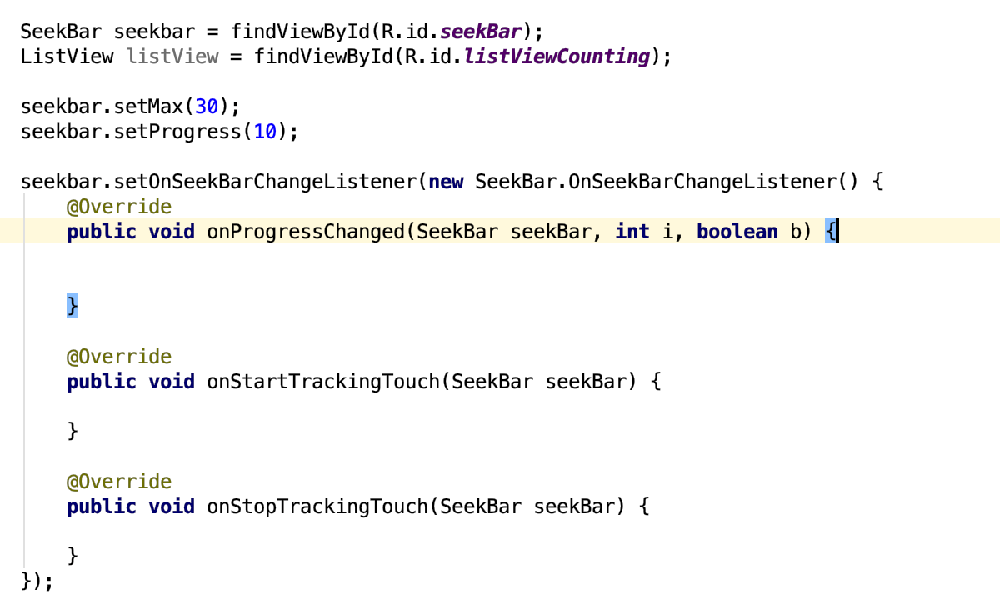 SeekBar seekbar = findViewById(R.id.seekBar);
ListView listView = findViewById(R.id.listViewCounting);
seekbar.setMax(30);
seekbar.setProgress(10);
seekbar.setOnSeekBarChangeListener(new SeekBar.OnSeekBarChangeListener() {
    @Override
    public void onProgressChanged(SeekBar seekBar, int i, boolean b) {
    }
    @Override
    public void onStartTrackingTouch(SeekBar seekBar) {
    }
    @Override
    public void onStopTrackingTouch(SeekBar seekBar) {
    }
});